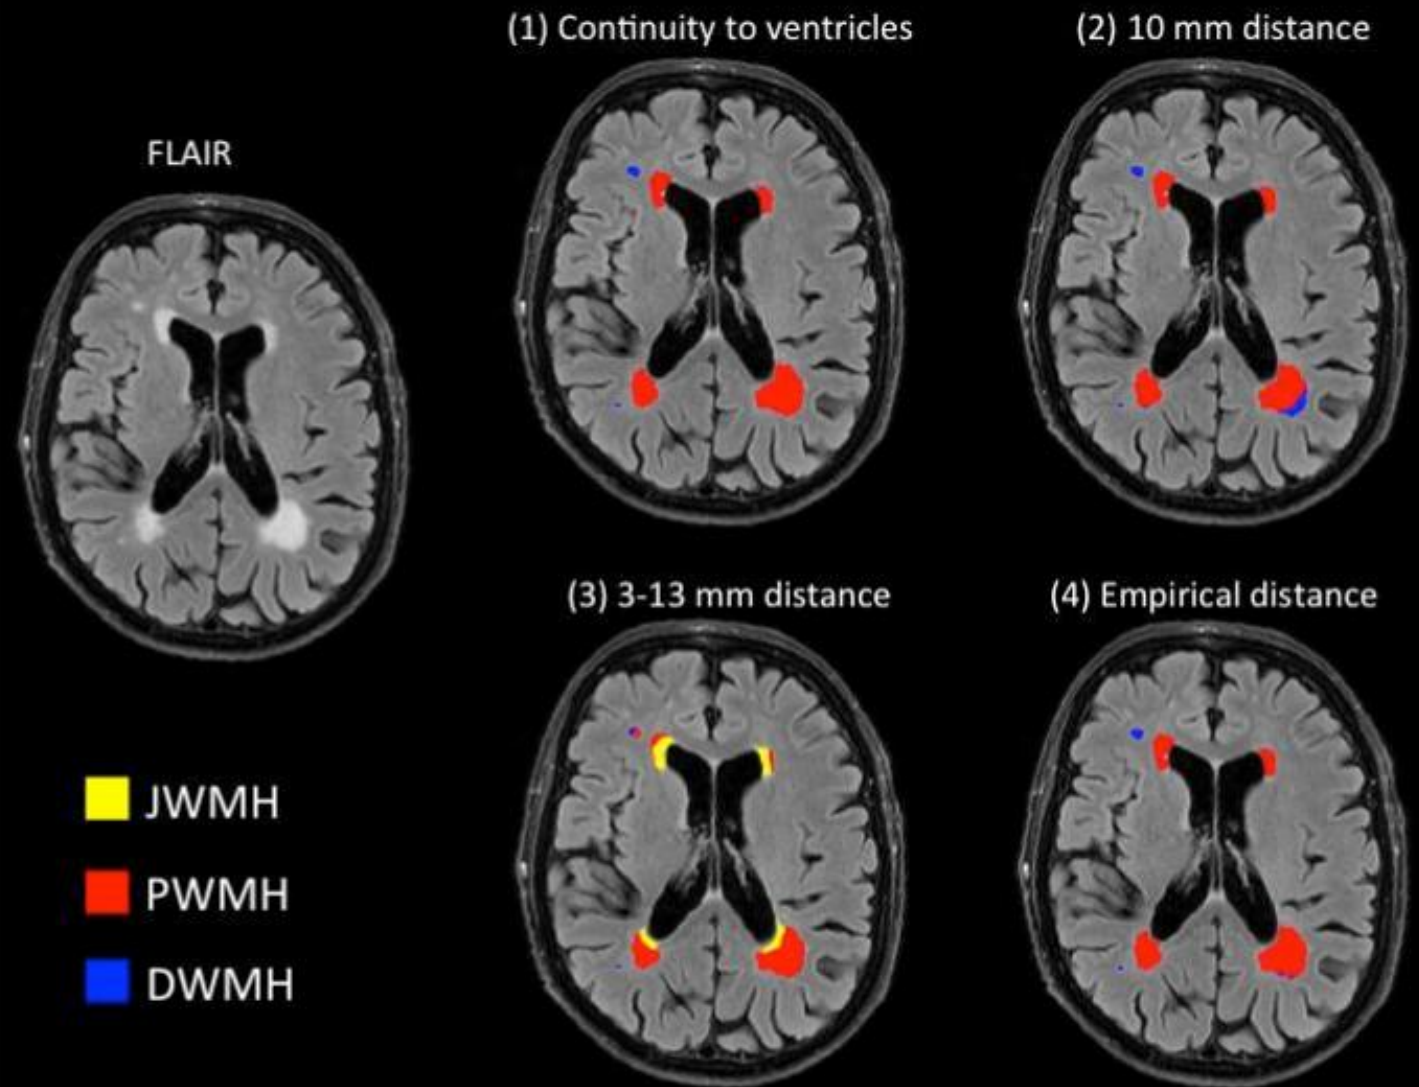 (1) Continuity to ventricles
(2) 10 mm distance
FLAIR
(3) 3-13 mm distance
(4) Empirical distance
JWMH
PWMH
DWMH